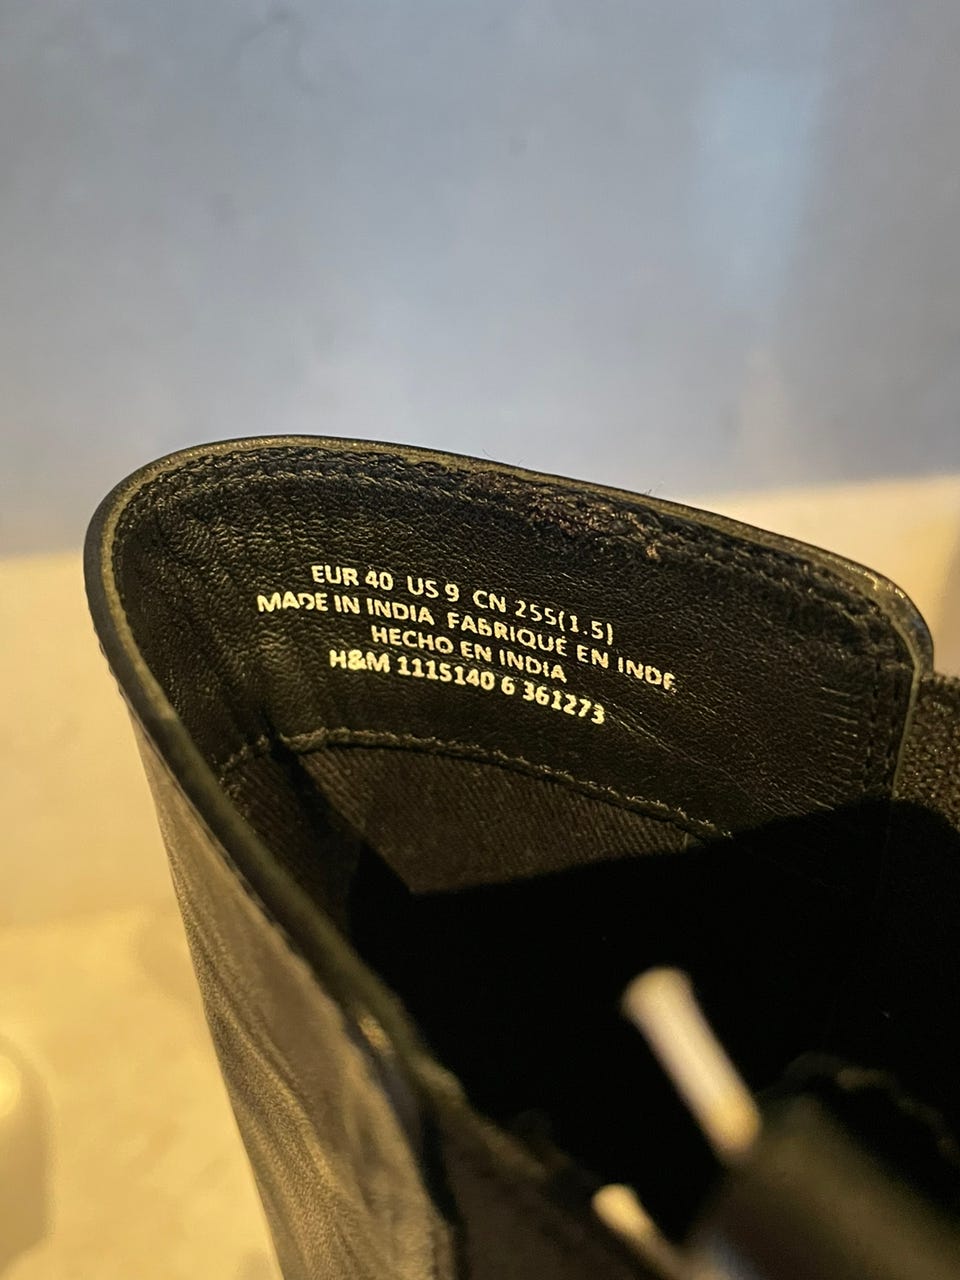 EUR 40 US 9 CN 255(1.5)
MADE IN INDIA FABRIQUÉ EN INDE
HECHO EN INDIA
H&M 1115140 6 361273